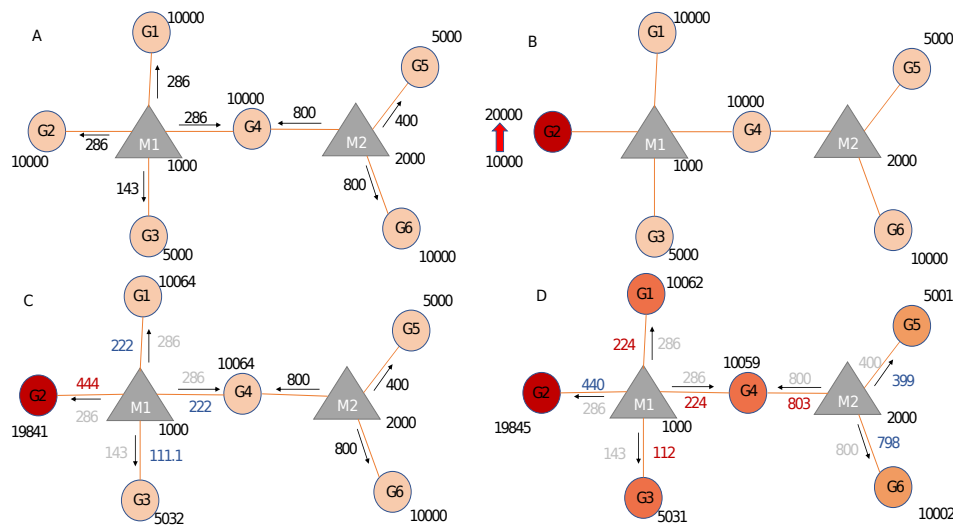 A
G1
10000
286
G2
10000
286
M1
1000
286
10000
G4
143
G3
5000
800
M2
2000
400
5000
G5
800
G6
10000
B
G1
10000
20000
10000
G2
M1
1000
10000
G4
G3
5000
M2
2000
5000
G5
G6
10000
C
G1
10064
222
286
444
G2
286
19841
M1
1000
286
222
10064
G4
143
111.1
G3
5032
800
M2
2000
400
5000
G5
800
G6
10000
D
G1
10062
224
286
440
G2
286
19845
M1
1000
286
224
10059
G4
143
112
G3
5031
800
803
M2
2000
400
399
5001
G5
798
800
G6
10002